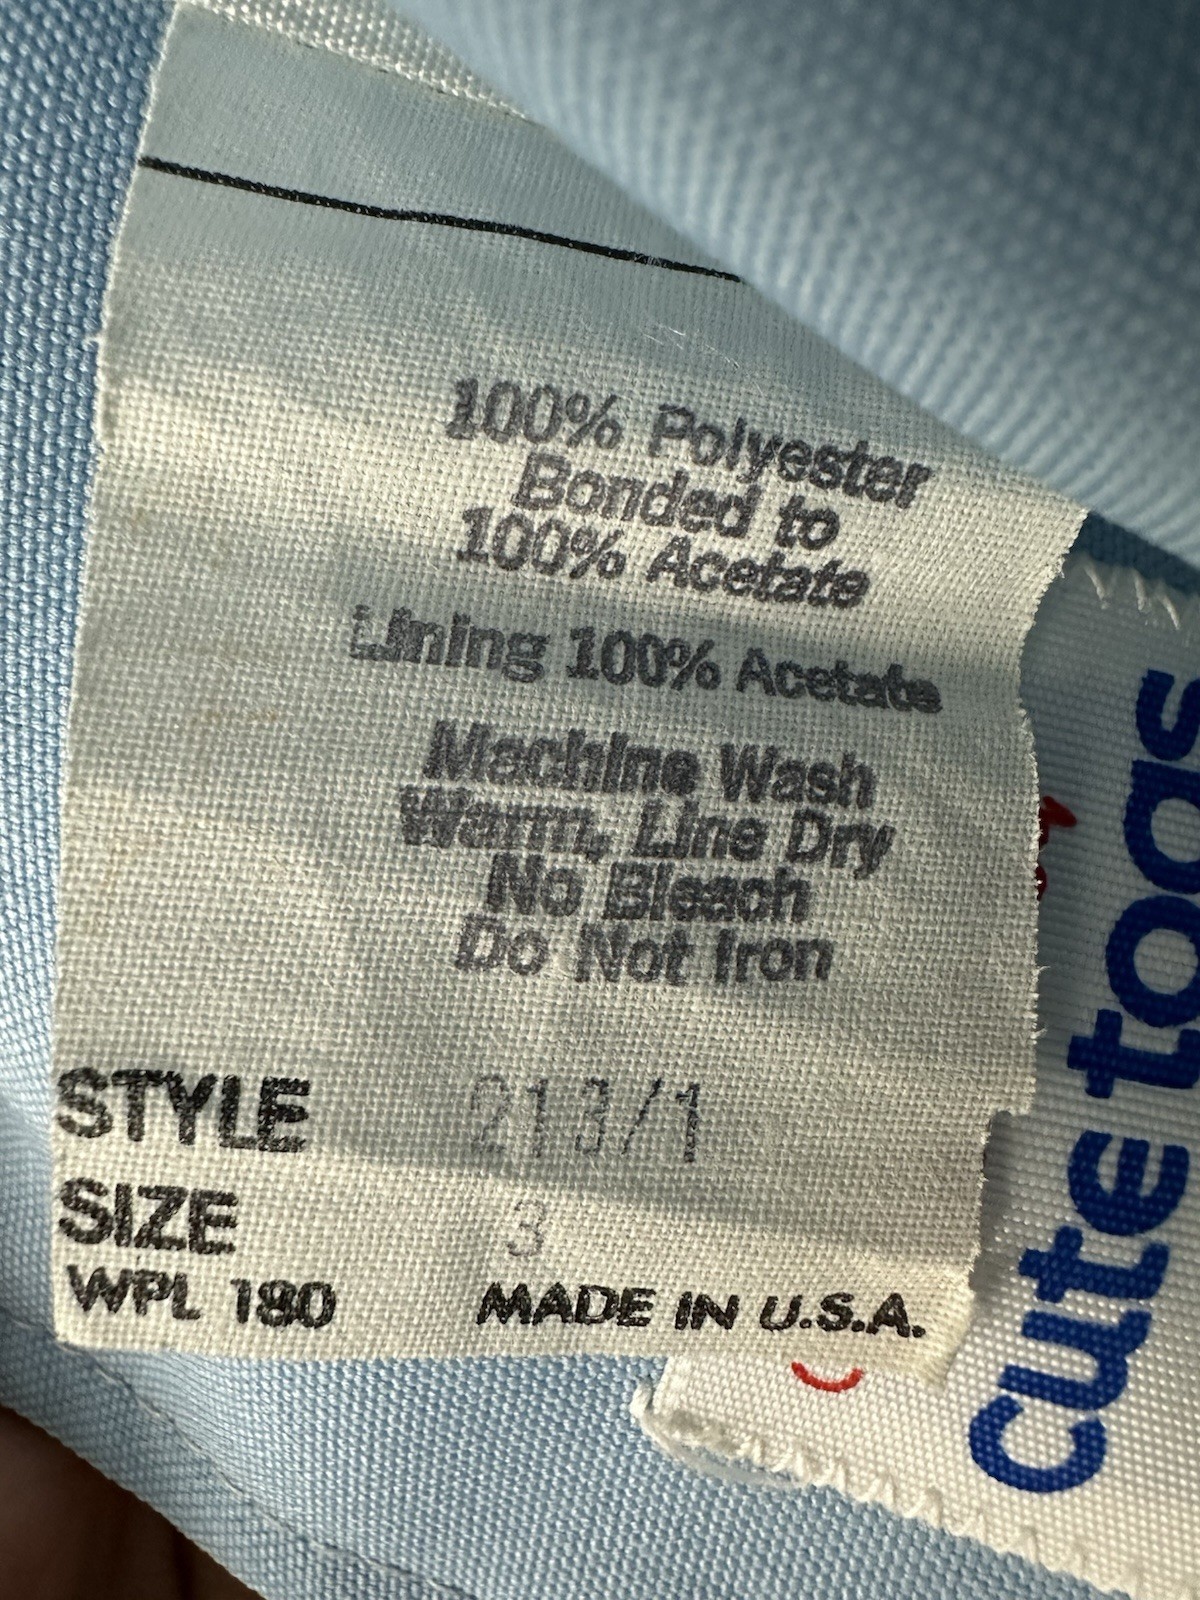 100% Polyester
Bonded to
100% Acetate
Lining 100% Acetate
Machine Wash
Warm, Line Dry
No Bleach
Do Not Iron
STYLE 213/1
SIZE 3
WPL 180 MADE IN U.S.A.
cute togs